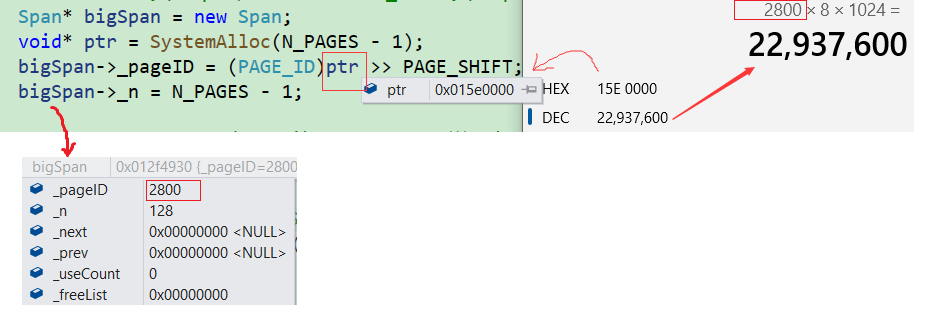 Span* bigSpan = new Span;
void* ptr = SystemAlloc(N_PAGES - 1);
bigSpan->_pageID = (PAGE_ID)ptr >> PAGE_SHIFT;
bigSpan->_n = N_PAGES - 1;
ptr 0x015e0000
2800 × 8 × 1024 =
22,937,600
HEX 15E 0000
DEC 22,937,600
bigSpan 0x012f4930 {_pageID=2800
_pageID 2800
_n 128
_next 0x00000000 <NULL>
_prev 0x00000000 <NULL>
_useCount 0
_freeList 0x00000000